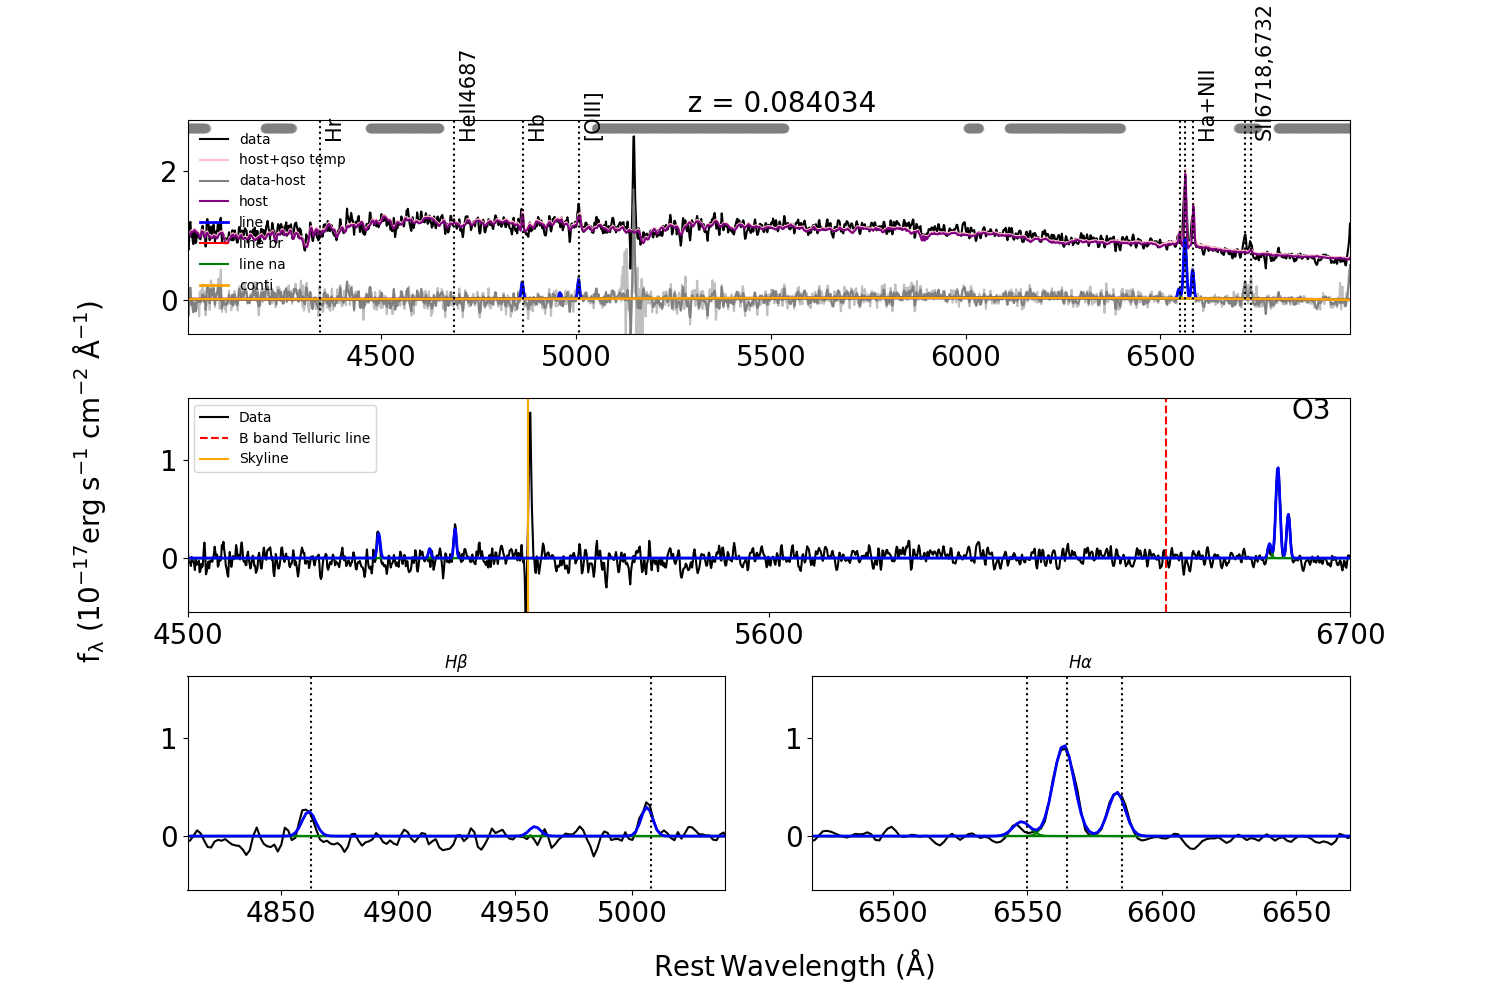 z = 0.084034
Hr
HeII4687
Hb
[OIII]
Ha+NII
SII6718,6732
data
host+qso temp
data-host
host
line
line br
line na
conti
2
0
4500
5000
5500
6000
6500
fλ (10⁻¹⁷erg s⁻¹ cm⁻² Å⁻¹)
O3
Data
B band Telluric line
Skyline
1
0
4500
5600
6700
Hβ
1
0
4850
4900
4950
5000
Hα
1
0
6500
6550
6600
6650
Rest Wavelength (Å)